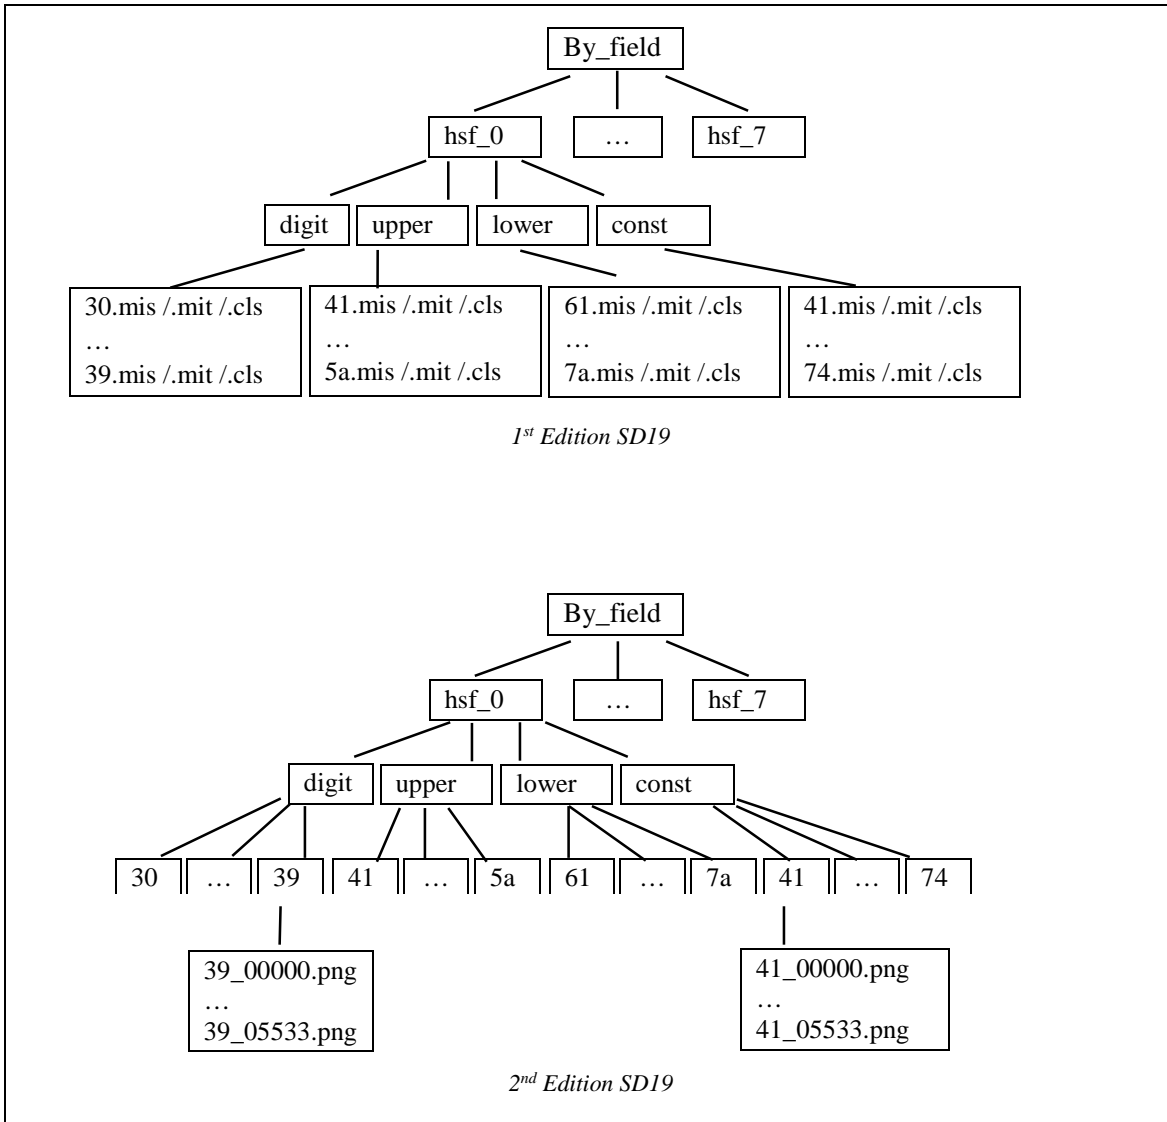 By_field
hsf_0 … hsf_7
digit upper lower const
30.mis /.mit /.cls 41.mis /.mit /.cls 61.mis /.mit /.cls 41.mis /.mit /.cls
… … … …
39.mis /.mit /.cls 5a.mis /.mit /.cls 7a.mis /.mit /.cls 74.mis /.mit /.cls
1st Edition SD19
By_field
hsf_0 … hsf_7
digit upper lower const
30 … 39 41 … 5a 61 … 7a 41 … 74
39_00000.png 41_00000.png
… …
39_05533.png 41_05533.png
2nd Edition SD19